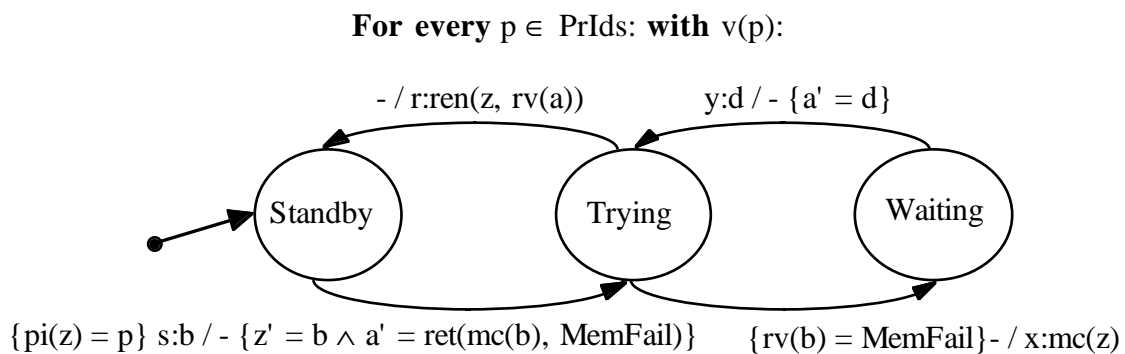 For every p ∈ PrIds: with v(p):
- / r:ren(z, rv(a))
y:d / - {a' = d}
Standby
Trying
Waiting
{pi(z) = p} s:b / - {z' = b ∧ a' = ret(mc(b), MemFail)}
{rv(b) = MemFail}- / x:mc(z)